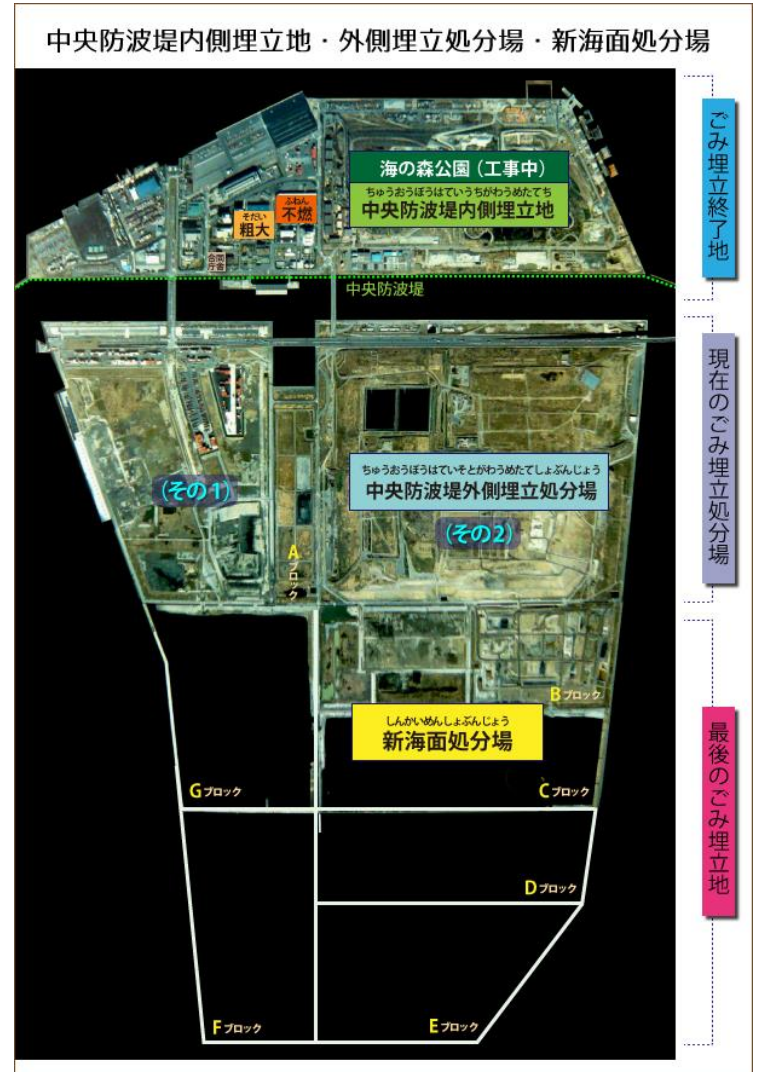 中央防波堤内側埋立地・外側埋立処分場・新海面処分場
海の森公園（工事中）
ちゅうおうぼうはていうちがわうめたてち
中央防波堤内側埋立地
ふねん
不燃
そだい
粗大
合同
庁舎
中央防波堤
ごみ埋立終了地
ちゅうおうぼうはていそとがわうめたてしょぶんじょう
中央防波堤外側埋立処分場
（その1）
（その2）
Aブロック
現在のごみ埋立処分場
Bブロック
しんかいめんしょぶんじょう
新海面処分場
Gブロック
Cブロック
Dブロック
Fブロック
Eブロック
最後のごみ埋立地